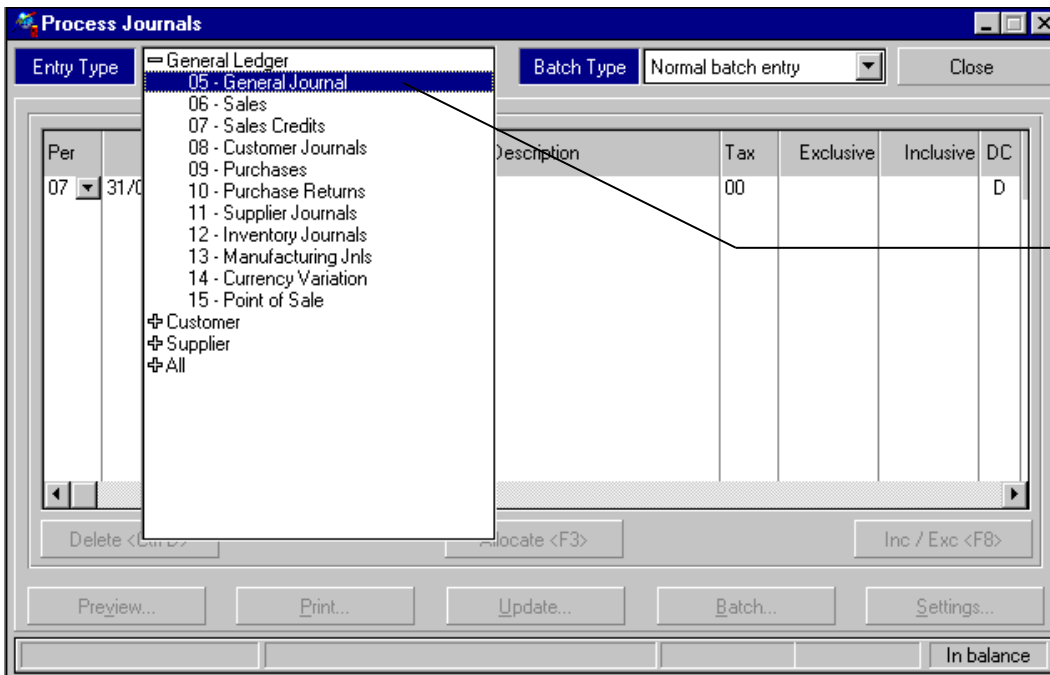 Process Journals
Entry Type
Batch Type Normal batch entry Close
General Ledger
05 - General Journal
06 - Sales
07 - Sales Credits
08 - Customer Journals
09 - Purchases
10 - Purchase Returns
11 - Supplier Journals
12 - Inventory Journals
13 - Manufacturing Jnls
14 - Currency Variation
15 - Point of Sale
Customer
Supplier
All
Per Description Tax Exclusive Inclusive DC
07 31/0 00 D
Delete Allocate <F3> Inc / Exc <F8>
Preview... Print... Update... Batch... Settings...
In balance